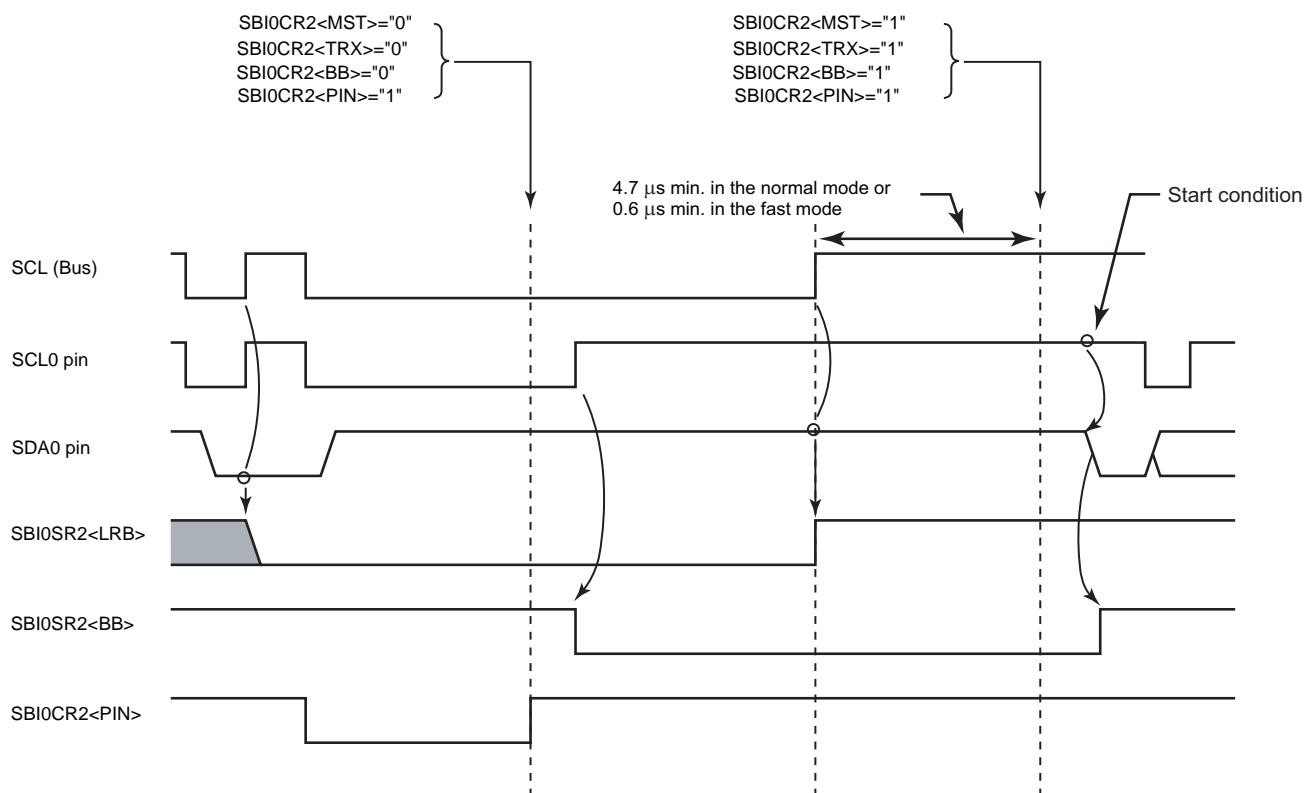 SBI0CR2<MST>="0"
SBI0CR2<TRX>="0"
SBI0CR2<BB>="0"
SBI0CR2<PIN>="1"
SBI0CR2<MST>="1"
SBI0CR2<TRX>="1"
SBI0CR2<BB>="1"
SBI0CR2<PIN>="1"
4.7 μs min. in the normal mode or
0.6 μs min. in the fast mode
Start condition
SCL (Bus)
SCL0 pin
SDA0 pin
SBI0SR2<LRB>
SBI0SR2<BB>
SBI0CR2<PIN>